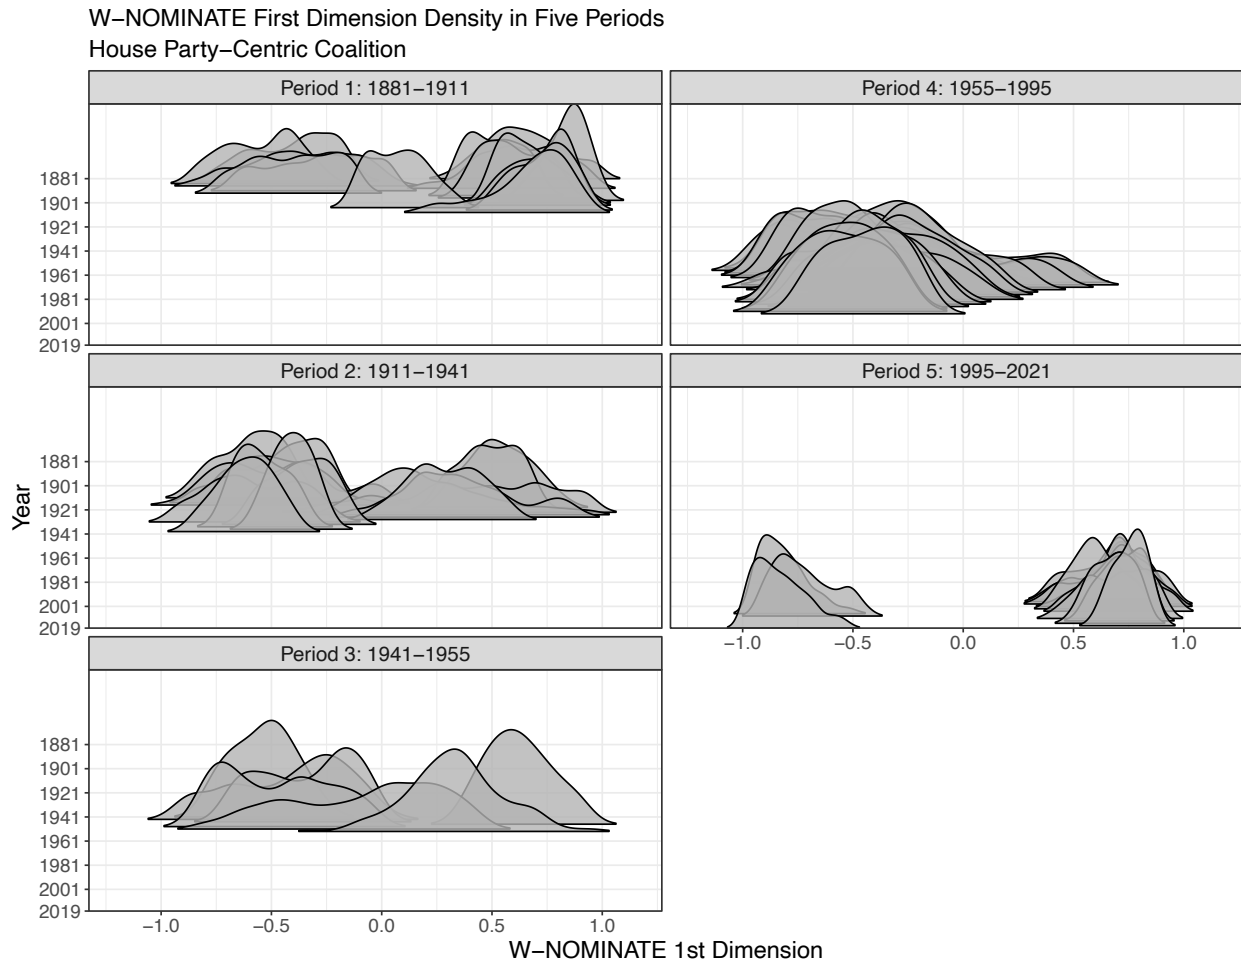 W−NOMINATE First Dimension Density in Five Periods
House Party−Centric Coalition
Period 1: 1881−1911
1881
1901
1921
1941
1961
1981
2001
2019
Period 4: 1955−1995
Period 2: 1911−1941
1881
1901
1921
1941
1961
1981
2001
2019
Period 5: 1995−2021
−1.0 −0.5 0.0 0.5 1.0
Year
Period 3: 1941−1955
1881
1901
1921
1941
1961
1981
2001
2019
−1.0 −0.5 0.0 0.5 1.0
W−NOMINATE 1st Dimension